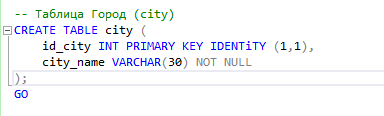 -- Таблица Город (city)
CREATE TABLE city (
id_city INT PRIMARY KEY IDENTiTY (1,1),
city_name VARCHAR(30) NOT NULL
);
GO